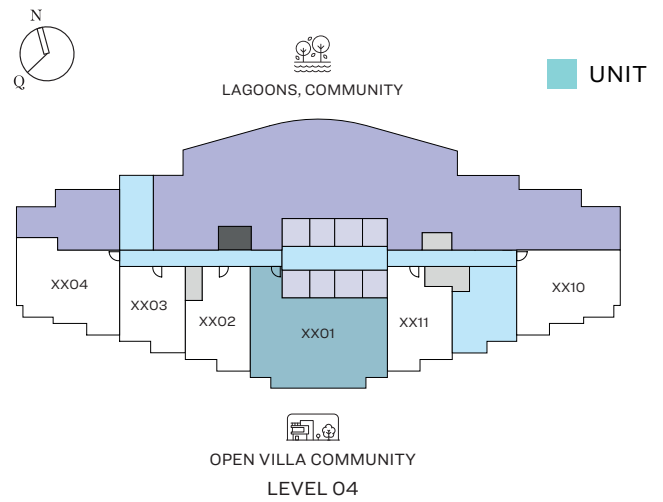 N
Q
LAGOONS, COMMUNITY
UNIT
XX04
XX03
XX02
XX01
XX11
XX10
OPEN VILLA COMMUNITY
LEVEL 04